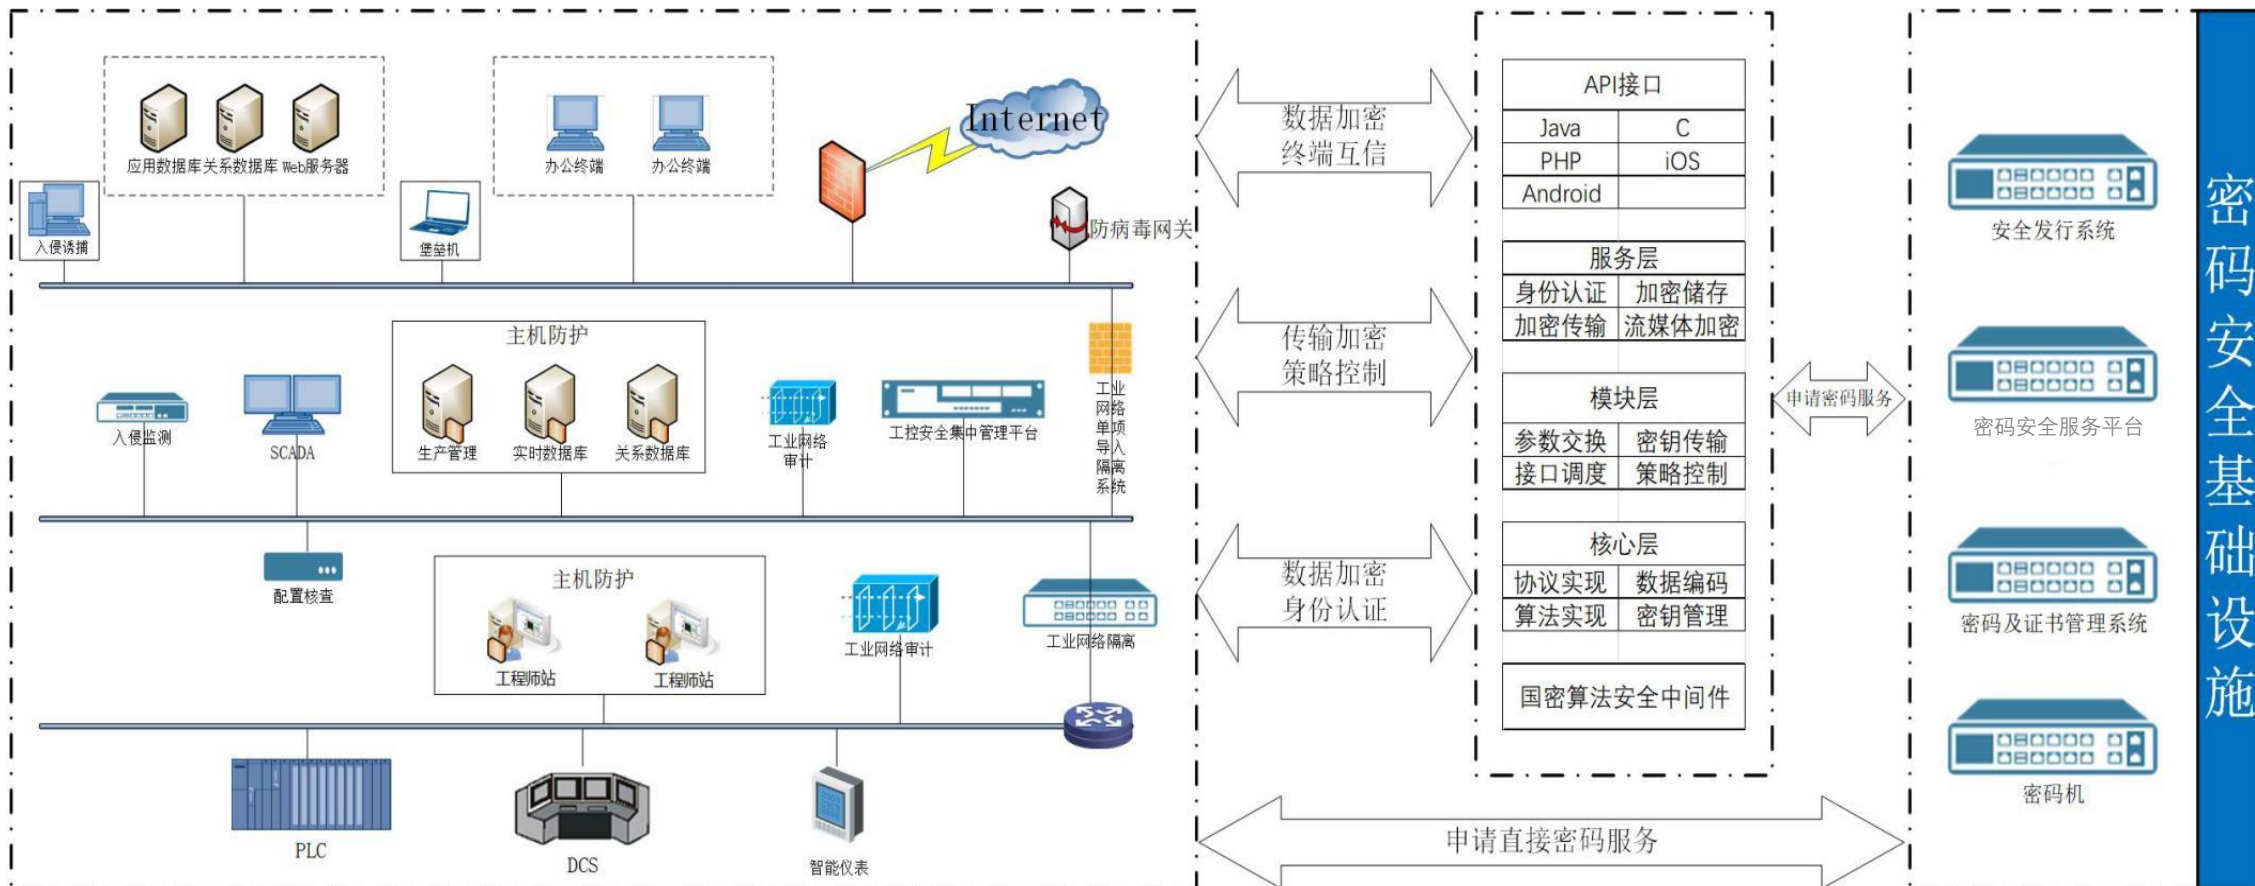 应用数据库
关系数据库
Web服务器
办公终端
办公终端
Internet
入侵诱捕
堡垒机
防病毒网关
主机防护
入侵监测
SCADA
生产管理
实时数据库
关系数据库
工业网络
审计
工控安全集中管理平台
工业
网络
单项
导入
隔离
系统
配置核查
主机防护
工程师站
工程师站
工业网络审计
工业网络隔离
PLC
DCS
智能仪表
数据加密
终端互信
传输加密
策略控制
数据加密
身份认证
API接口
Java
C
PHP
iOS
Android
服务层
身份认证
加密储存
加密传输
流媒体加密
模块层
参数交换
密钥传输
接口调度
策略控制
核心层
协议实现
数据编码
算法实现
密钥管理
国密算法安全中间件
申请密码服务
申请直接密码服务
安全发行系统
密码安全服务平台
密码及证书管理系统
密码机
密码安全基础设施